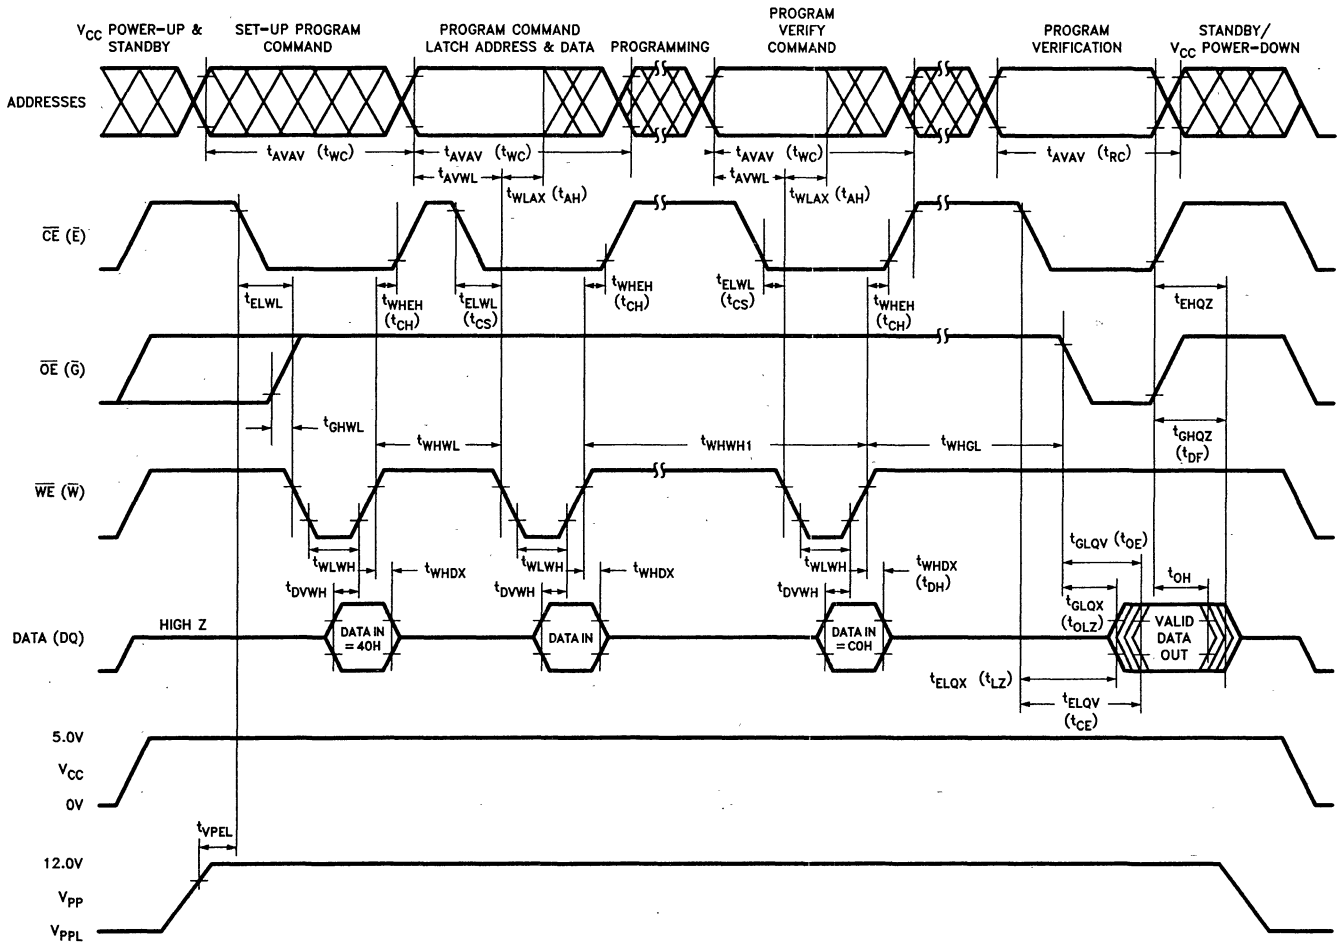 V_CC POWER-UP & STANDBY
SET-UP PROGRAM COMMAND
PROGRAM COMMAND LATCH ADDRESS & DATA
PROGRAMMING
PROGRAM VERIFY COMMAND
PROGRAM VERIFICATION
STANDBY/ V_CC POWER-DOWN
ADDRESSES
t_AVAV (t_WC)
t_AVAV (t_WC)
t_AVAV (t_WC)
t_AVAV (t_RC)
t_AVWL
t_WLAX (t_AH)
t_AVWL
t_WLAX (t_AH)
C̅E̅ (E̅)
t_ELWL
t_WHEH (t_CH)
t_ELWL (t_CS)
t_WHEH (t_CH)
t_ELWL (t_CS)
t_WHEH (t_CH)
t_EHQZ
O̅E̅ (G̅)
t_GHWL
t_WHWL
t_WHWH1
t_WHGL
t_GHQZ (t_DF)
W̅E̅ (W̅)
t_WLWH
t_WHDX
t_WLWH
t_WHDX
t_WLWH
t_WHDX (t_DH)
t_GLQV (t_OE)
t_DVWH
t_DVWH
t_DVWH
t_OH
t_GLQX (t_OLZ)
DATA (DQ)
HIGH Z
DATA IN = 40H
DATA IN
DATA IN = C0H
VALID DATA OUT
t_ELQX (t_LZ)
t_ELQV (t_CE)
5.0V
V_CC
0V
t_VPEL
12.0V
V_PP
V_PPL